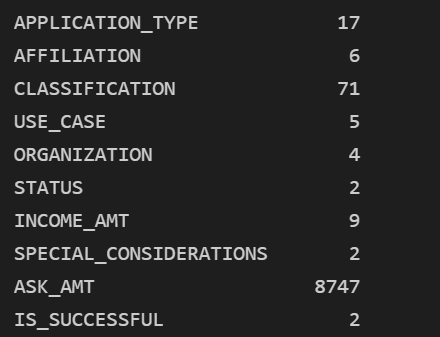 APPLICATION_TYPE 17
AFFILIATION 6
CLASSIFICATION 71
USE_CASE 5
ORGANIZATION 4
STATUS 2
INCOME_AMT 9
SPECIAL_CONSIDERATIONS 2
ASK_AMT 8747
IS_SUCCESSFUL 2